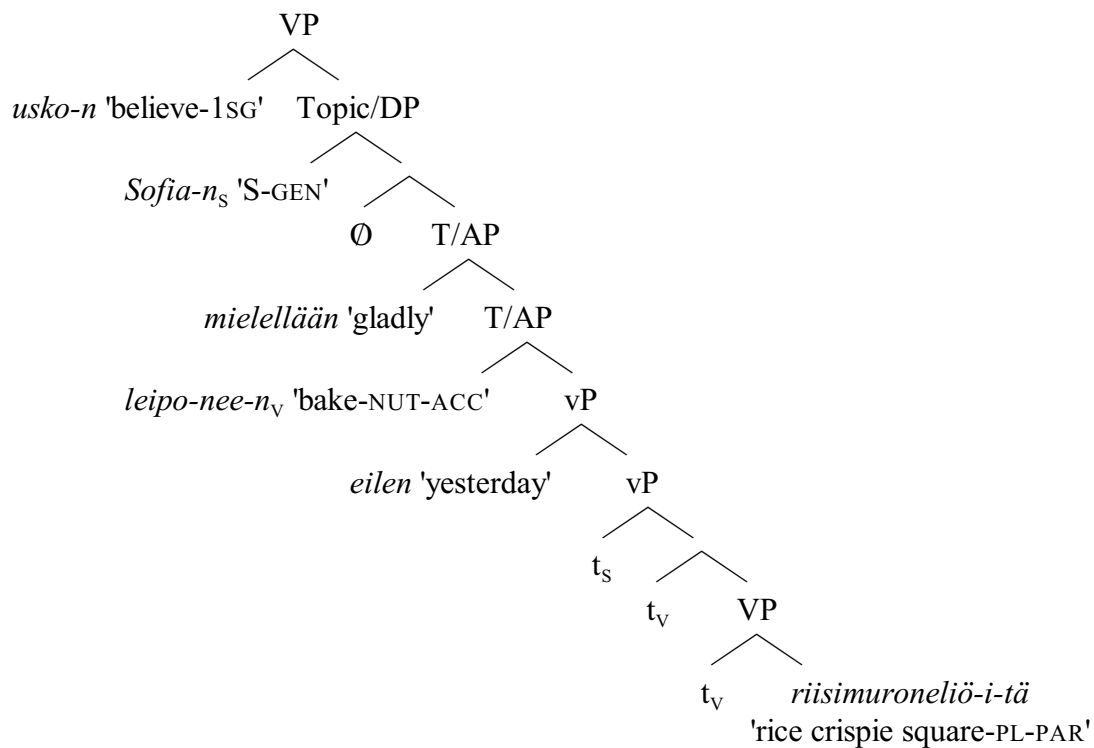 VP
usko-n 'believe-1SG' Topic/DP
Sofia-nS 'S-GEN'
Ø T/AP
mielellään 'gladly' T/AP
leipo-nee-nV 'bake-NUT-ACC' vP
eilen 'yesterday' vP
tS
tV VP
tV riisimuroneliö-i-tä
'rice crispie square-PL-PAR'